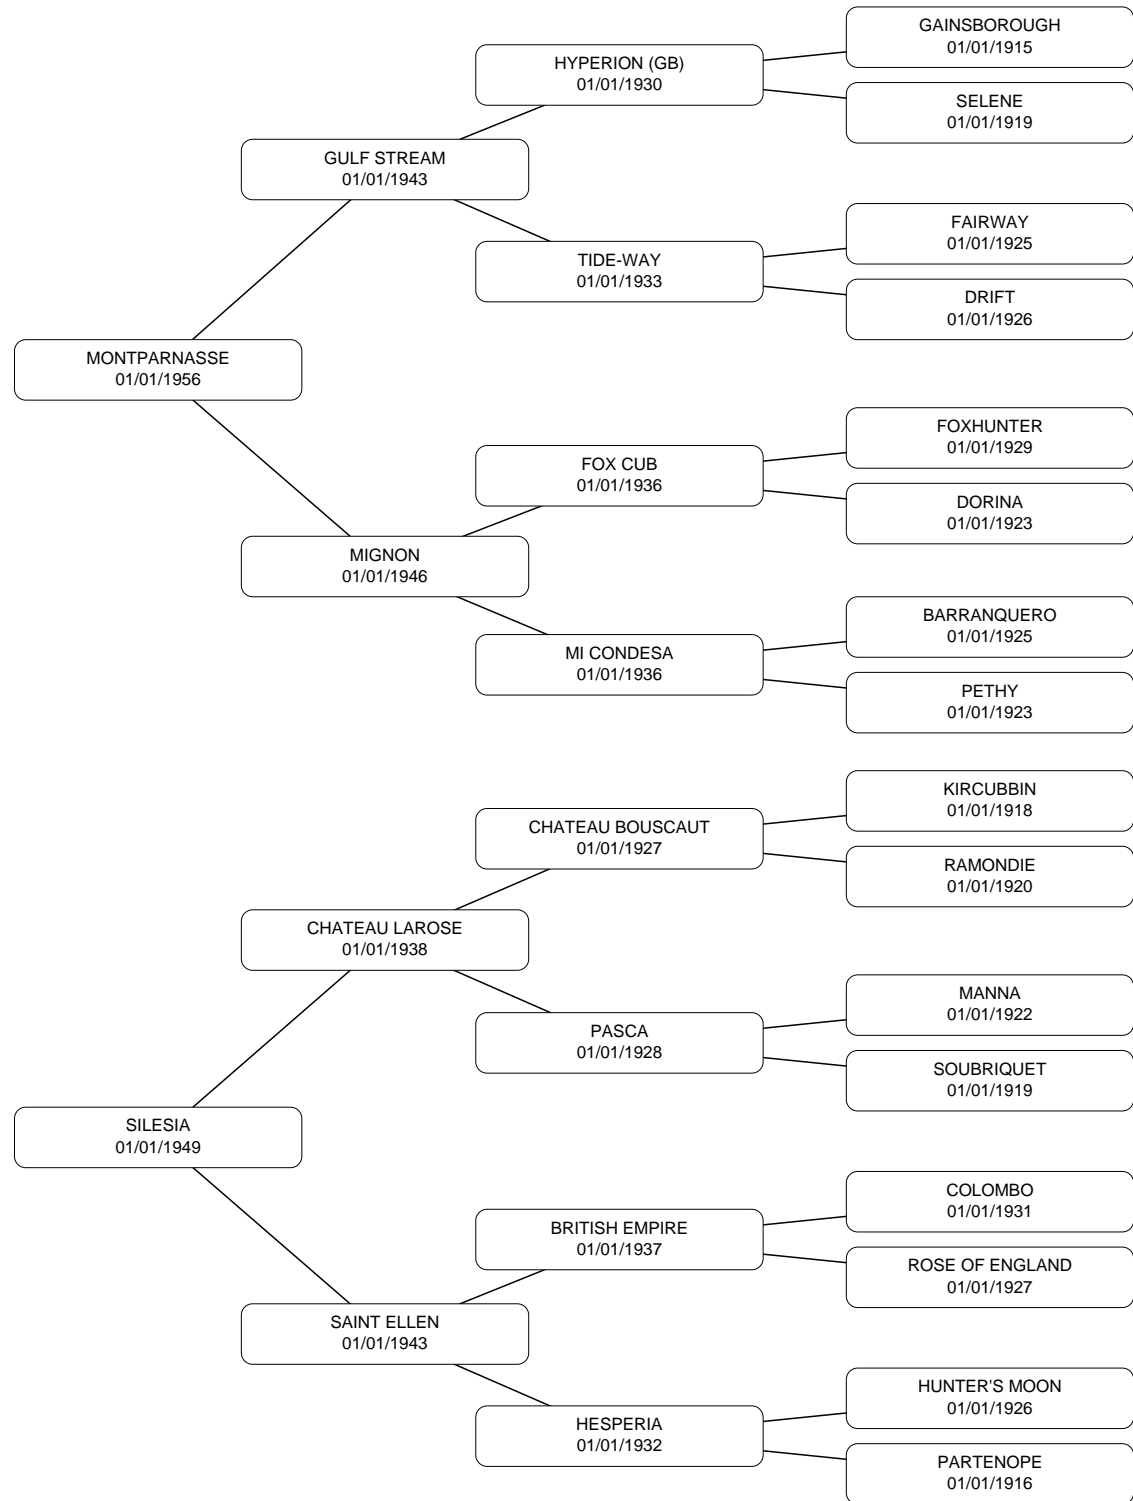 GAINSBOROUGH
01/01/1915
HYPERION (GB)
01/01/1930
SELENE
01/01/1919
GULF STREAM
01/01/1943
FAIRWAY
01/01/1925
TIDE-WAY
01/01/1933
DRIFT
01/01/1926
MONTPARNASSE
01/01/1956
FOXHUNTER
01/01/1929
FOX CUB
01/01/1936
DORINA
01/01/1923
MIGNON
01/01/1946
BARRANQUERO
01/01/1925
MI CONDESA
01/01/1936
PETHY
01/01/1923
KIRCUBBIN
01/01/1918
CHATEAU BOUSCAUT
01/01/1927
RAMONDIE
01/01/1920
CHATEAU LAROSE
01/01/1938
MANNA
01/01/1922
PASCA
01/01/1928
SOUBRIQUET
01/01/1919
SILESIA
01/01/1949
COLOMBO
01/01/1931
BRITISH EMPIRE
01/01/1937
ROSE OF ENGLAND
01/01/1927
SAINT ELLEN
01/01/1943
HUNTER'S MOON
01/01/1926
HESPERIA
01/01/1932
PARTENOPE
01/01/1916